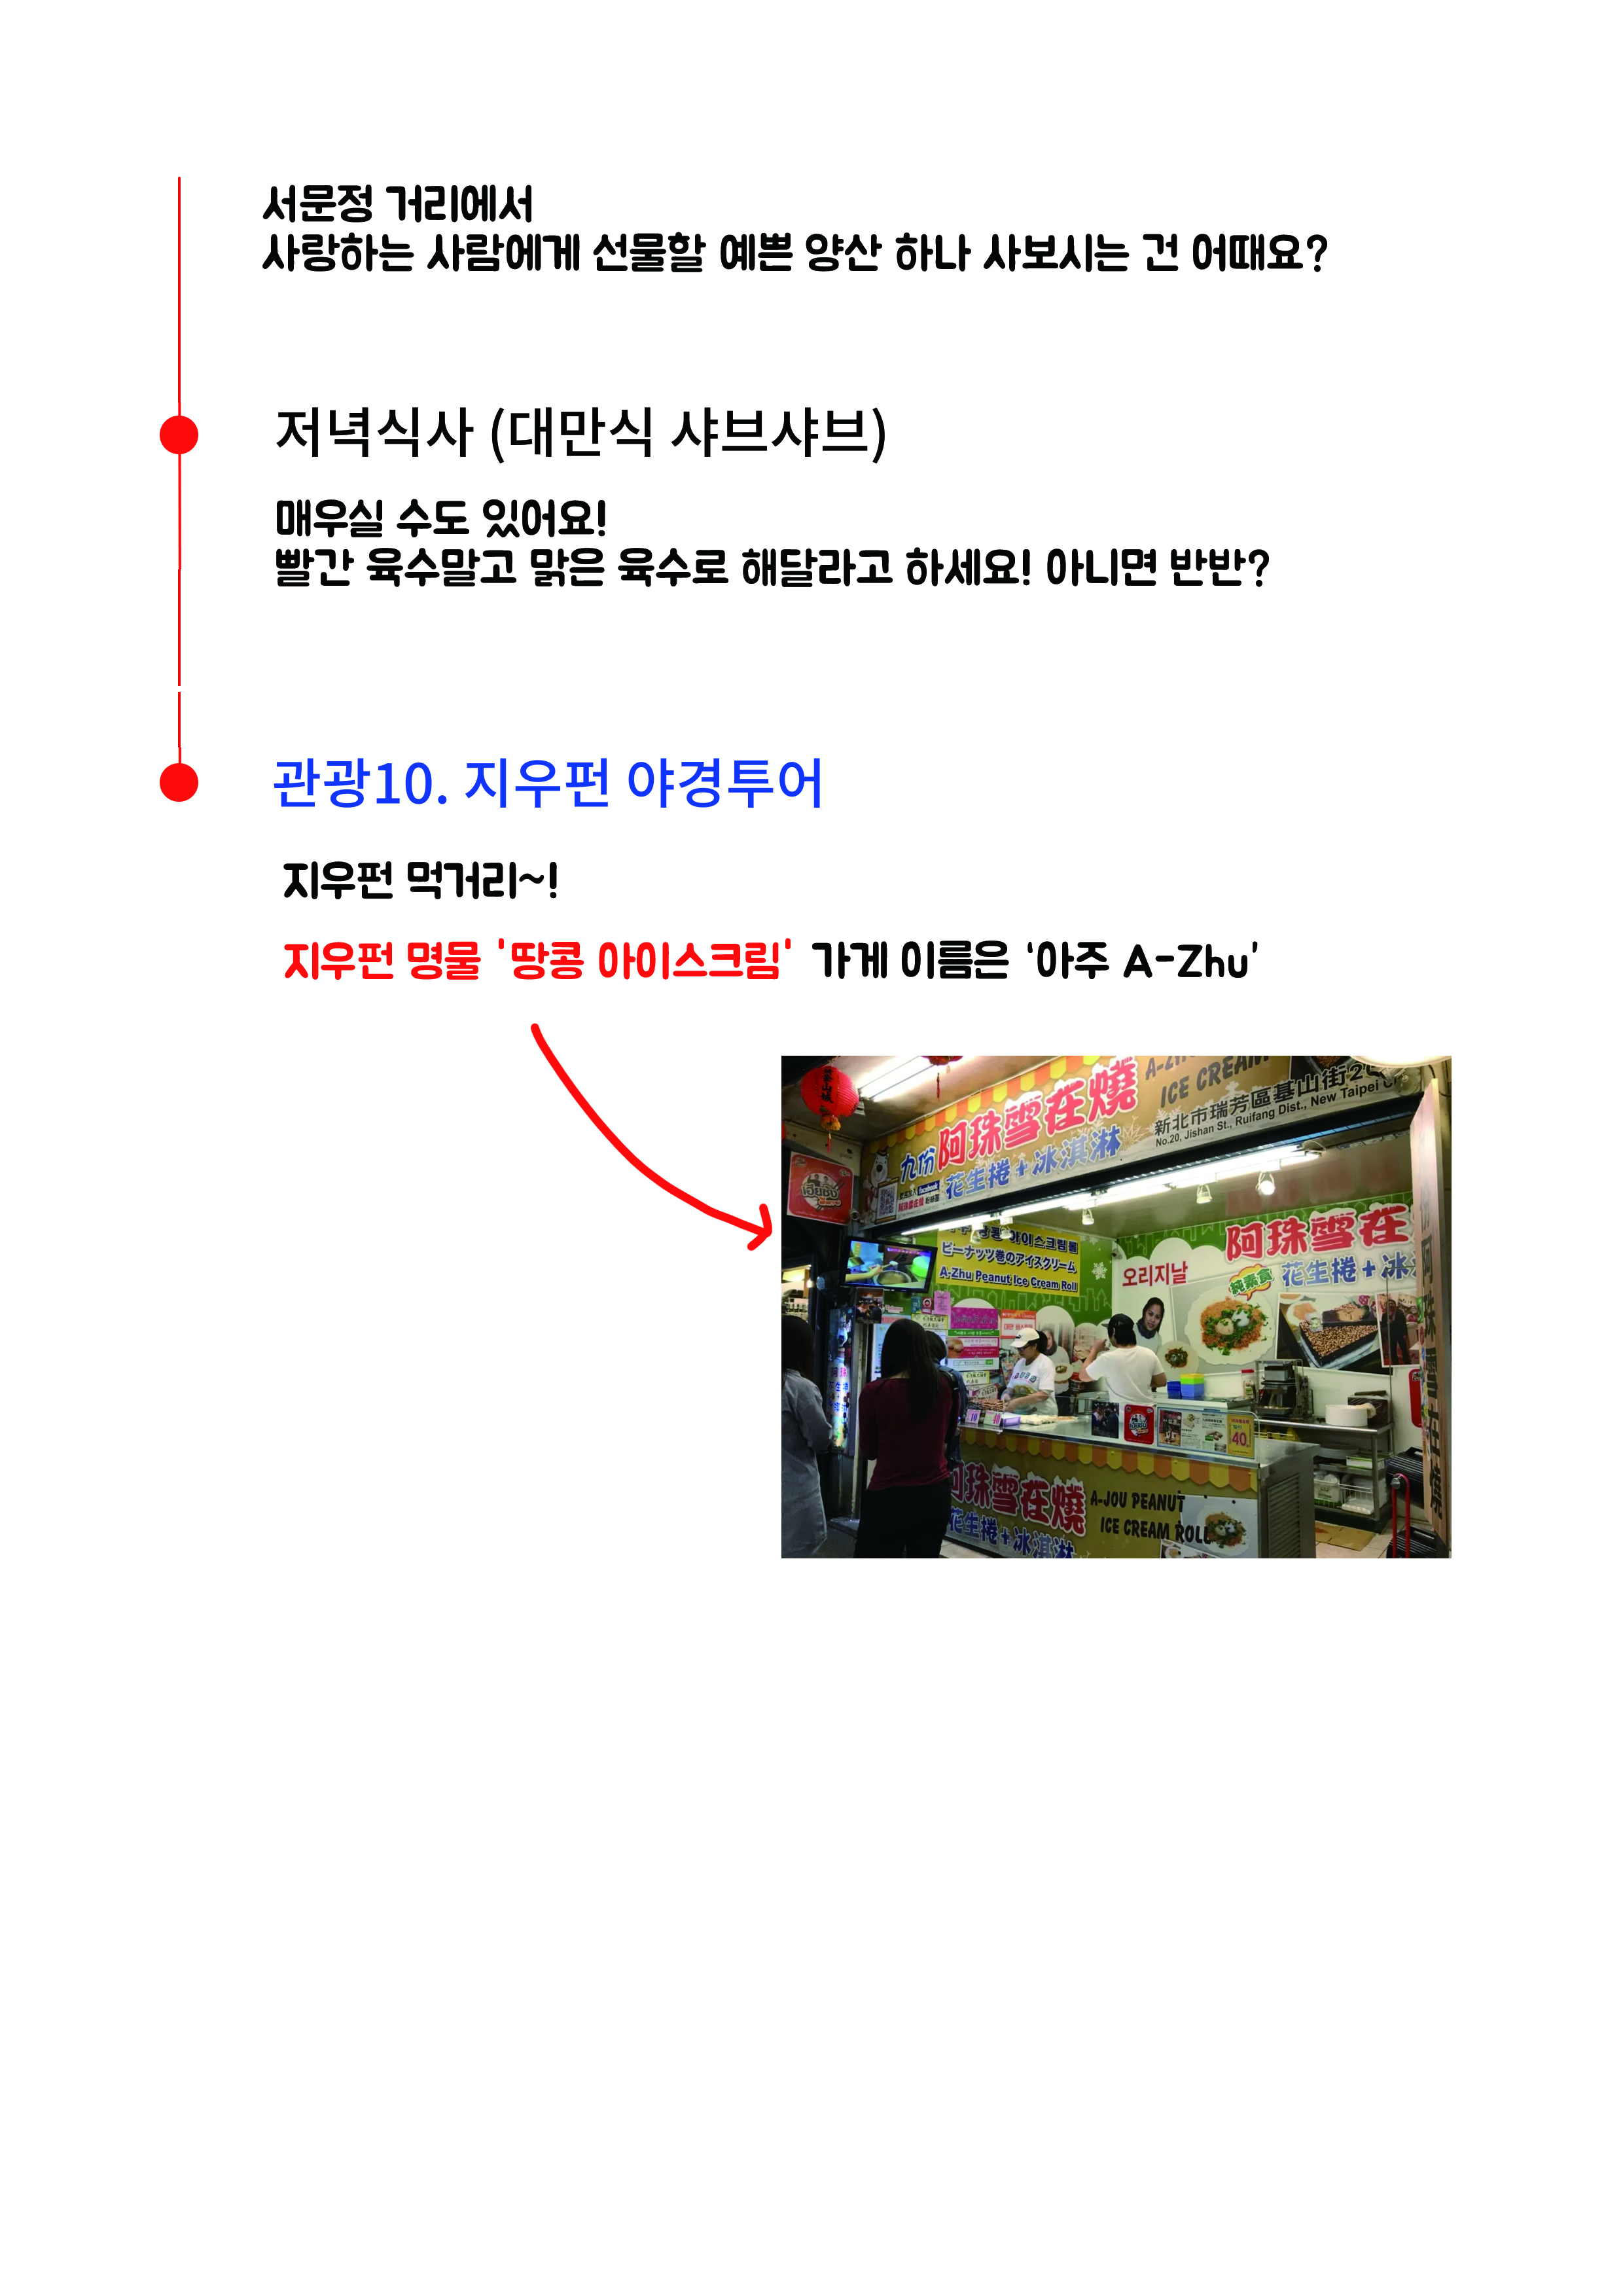 서문정 거리에서
사랑하는 사람에게 선물할 예쁜 양산 하나 사보시는 건 어때요?
저녁식사 (대만식 샤브샤브)
매우실 수도 있어요!
빨간 육수말고 맑은 육수로 해달라고 하세요! 아니면 반반?
관광10. 지우펀 야경투어
지우펀 먹거리~!
지우펀 명물 '땅콩 아이스크림' 가게 이름은 '아주 A-Zhu'
ICE CREAM
九份 阿珠雪在燒
花生捲+冰淇淋
新北市瑞芳區基山街20
No.20, Jishan St., Ruifang Dist., New Taipei
아이스크림롤
ピーナッツ巻のアイスクリーム
A-Zhu Peanut Ice Cream Roll
오리지날
阿珠雪在
純素食 花生捲+冰
40
阿珠雪在燒
花生捲+冰淇淋
A-JOU PEANUT
ICE CREAM ROLL